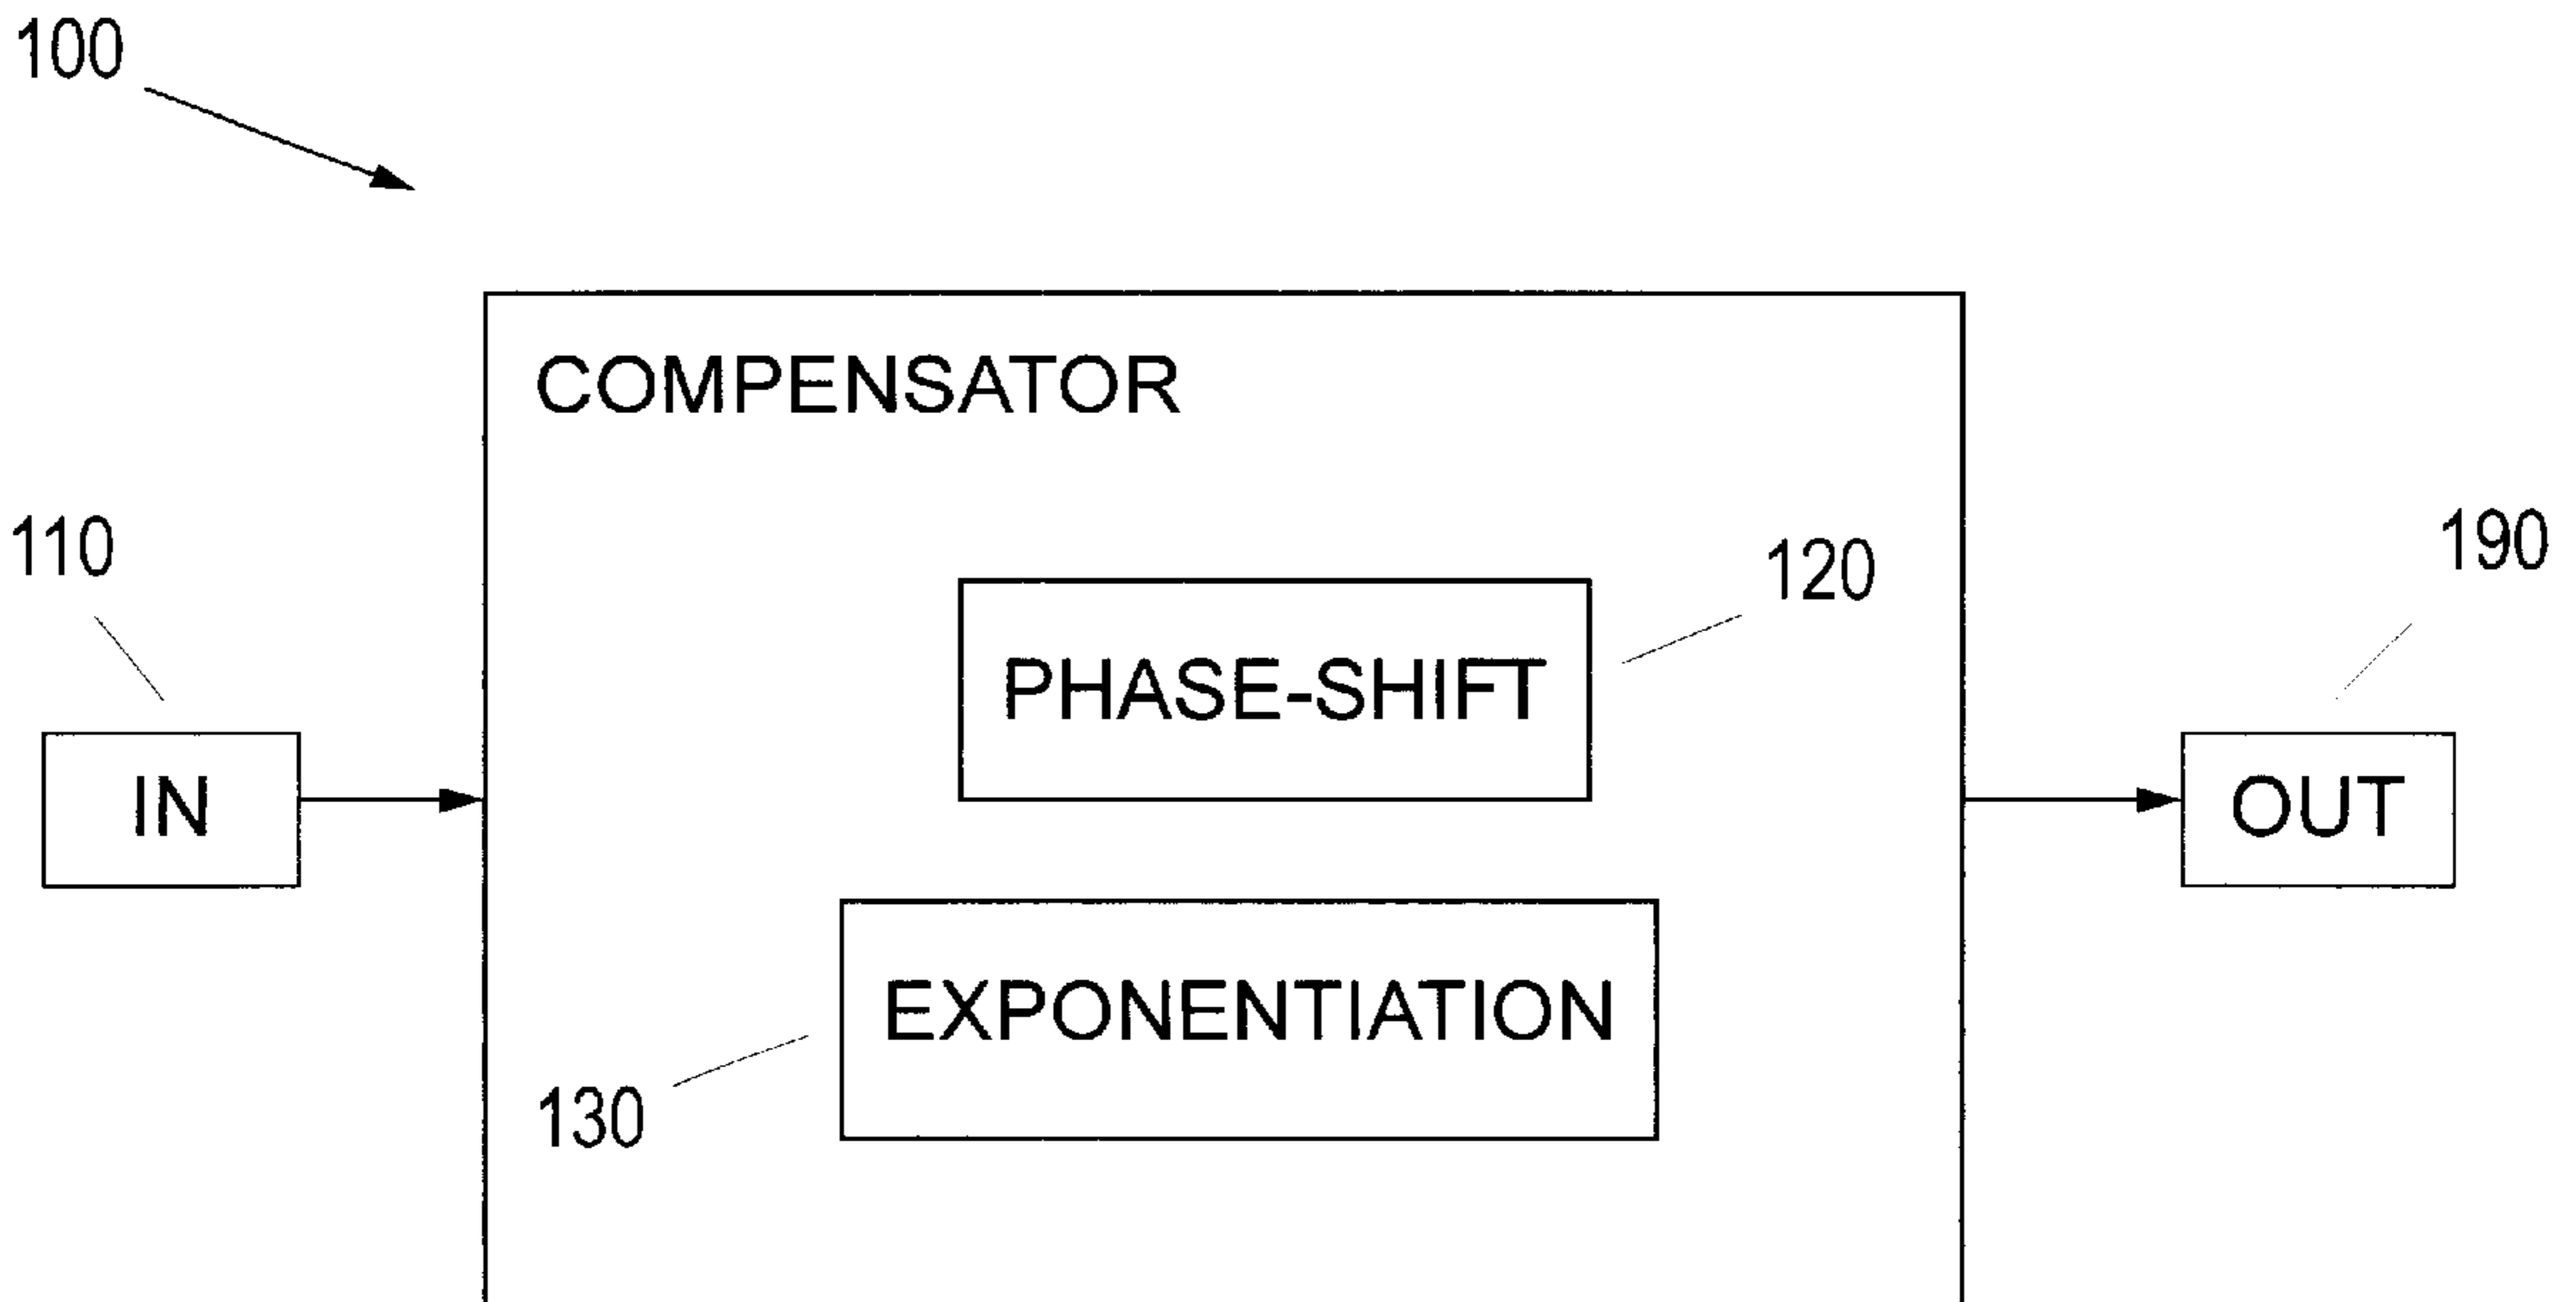 100
COMPENSATOR
110
120
190
PHASE-SHIFT
IN
OUT
EXPONENTIATION
130